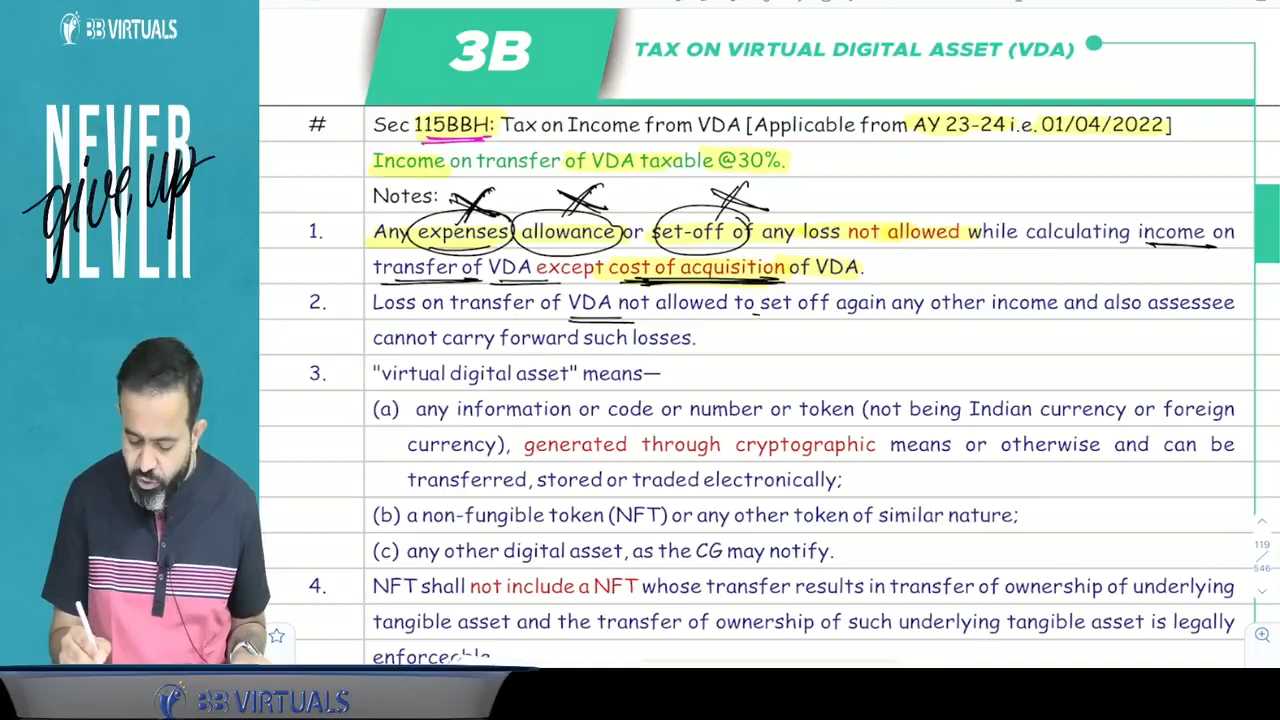 BB VIRTUALS
NEVER
give up
NEVER
3B
TAX ON VIRTUAL DIGITAL ASSET (VDA)
# Sec 115BBH: Tax on Income from VDA [Applicable from AY 23-24 i.e. 01/04/2022]
Income on transfer of VDA taxable @30%.
Notes:
1. Any expenses allowance or set-off of any loss not allowed while calculating income on
transfer of VDA except cost of acquisition of VDA.
2. Loss on transfer of VDA not allowed to set off again any other income and also assessee
cannot carry forward such losses.
3. "virtual digital asset" means—
(a) any information or code or number or token (not being Indian currency or foreign
currency), generated through cryptographic means or otherwise and can be
transferred, stored or traded electronically;
(b) a non-fungible token (NFT) or any other token of similar nature;
(c) any other digital asset, as the CG may notify.
4. NFT shall not include a NFT whose transfer results in transfer of ownership of underlying
tangible asset and the transfer of ownership of such underlying tangible asset is legally
enforceable
119
546
BB VIRTUALS